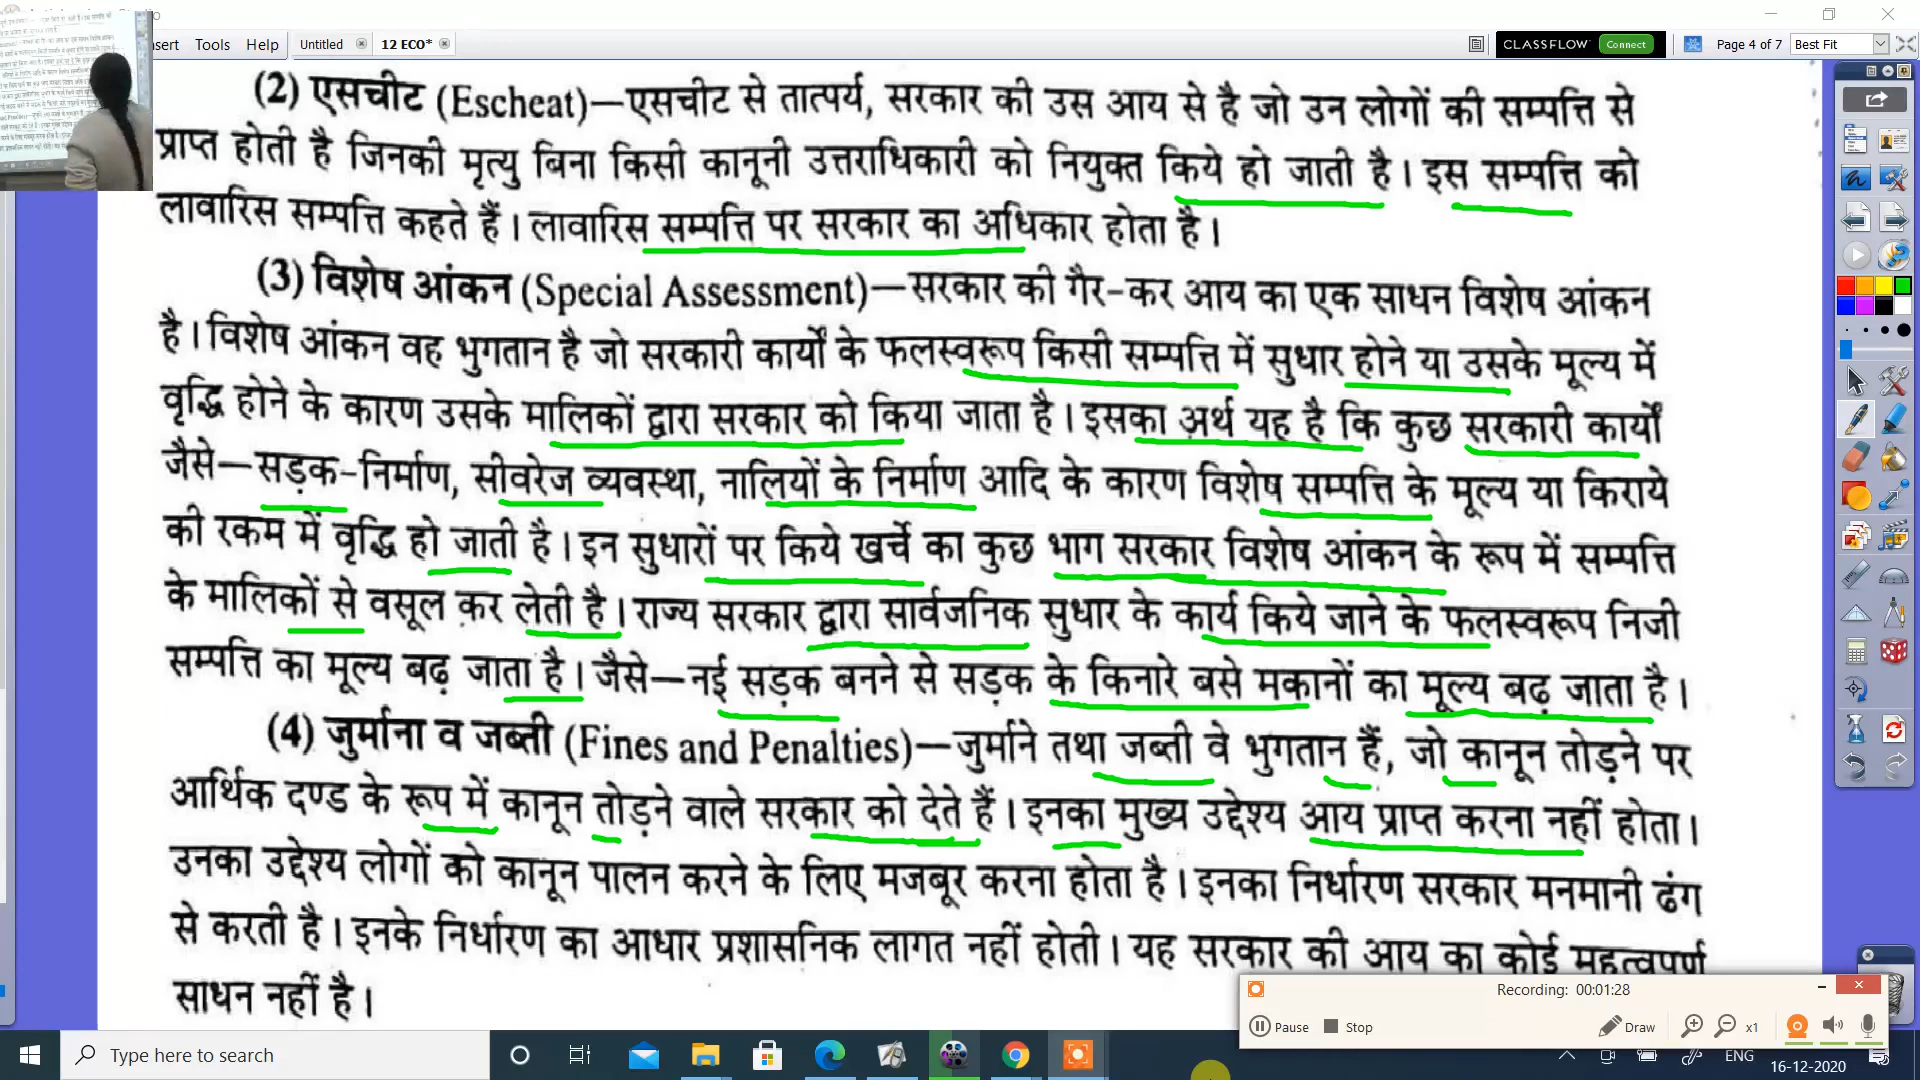 Insert Tools Help Untitled 12 ECO* CLASSFLOW Connect Page 4 of 7 Best Fit
(2) एसचीट (Escheat)—एसचीट से तात्पर्य, सरकार की उस आय से है जो उन लोगों की सम्पत्ति से
प्राप्त होती है जिनकी मृत्यु बिना किसी कानूनी उत्तराधिकारी को नियुक्त किये हो जाती है। इस सम्पत्ति को
लावारिस सम्पत्ति कहते हैं। लावारिस सम्पत्ति पर सरकार का अधिकार होता है।
(3) विशेष आंकन (Special Assessment)—सरकार की गैर-कर आय का एक साधन विशेष आंकन
है। विशेष आंकन वह भुगतान है जो सरकारी कार्यों के फलस्वरूप किसी सम्पत्ति में सुधार होने या उसके मूल्य में
वृद्धि होने के कारण उसके मालिकों द्वारा सरकार को किया जाता है। इसका अर्थ यह है कि कुछ सरकारी कार्यों
जैसे—सड़क-निर्माण, सीवरेज व्यवस्था, नालियों के निर्माण आदि के कारण विशेष सम्पत्ति के मूल्य या किराये
की रकम में वृद्धि हो जाती है। इन सुधारों पर किये खर्चे का कुछ भाग सरकार विशेष आंकन के रूप में सम्पत्ति
के मालिकों से वसूल कर लेती है। राज्य सरकार द्वारा सार्वजनिक सुधार के कार्य किये जाने के फलस्वरूप निजी
सम्पत्ति का मूल्य बढ़ जाता है। जैसे—नई सड़क बनने से सड़क के किनारे बसे मकानों का मूल्य बढ़ जाता है।
(4) जुर्माना व जब्ती (Fines and Penalties)—जुर्माने तथा जब्ती वे भुगतान हैं, जो कानून तोड़ने पर
आर्थिक दण्ड के रूप में कानून तोड़ने वाले सरकार को देते हैं। इनका मुख्य उद्देश्य आय प्राप्त करना नहीं होता।
उनका उद्देश्य लोगों को कानून पालन करने के लिए मजबूर करना होता है। इनका निर्धारण सरकार मनमानी ढंग
से करती है। इनके निर्धारण का आधार प्रशासनिक लागत नहीं होती। यह सरकार की आय का कोई महत्वपूर्ण
साधन नहीं है।
Recording: 00:01:28
Pause Stop Draw x1
Type here to search ENG 16-12-2020